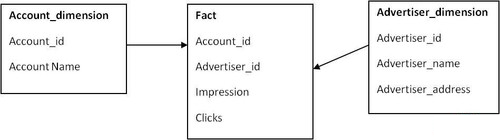 Account_dimension
Account_id
Account Name
Fact
Account_id
Advertiser_id
Impression
Clicks
Advertiser_dimension
Advertiser_id
Advertiser_name
Advertiser_address